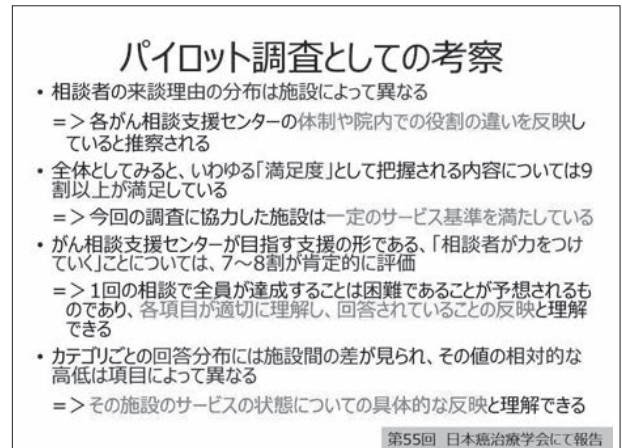 パイロット調査としての考察
• 相談者の来談理由の分布は施設によって異なる
＝＞各がん相談支援センターの体制や院内での役割の違いを反映し
ていると推察される
• 全体としてみると、いわゆる「満足度」として把握される内容については9
割以上が満足している
＝＞今回の調査に協力した施設は一定のサービス基準を満たしている
• がん相談支援センターが目指す支援の形である、「相談者が力をつけ
ていく」ことについては、7～8割が肯定的に評価
＝＞1回の相談で全員が達成することは困難であることが予想されるも
のであり、各項目が適切に理解し、回答されていることの反映と理解
できる
• カテゴリごとの回答分布には施設間の差が見られ、その値の相対的な
高低は項目によって異なる
＝＞その施設のサービスの状態についての具体的な反映と理解できる
第55回 日本癌治療学会にて報告